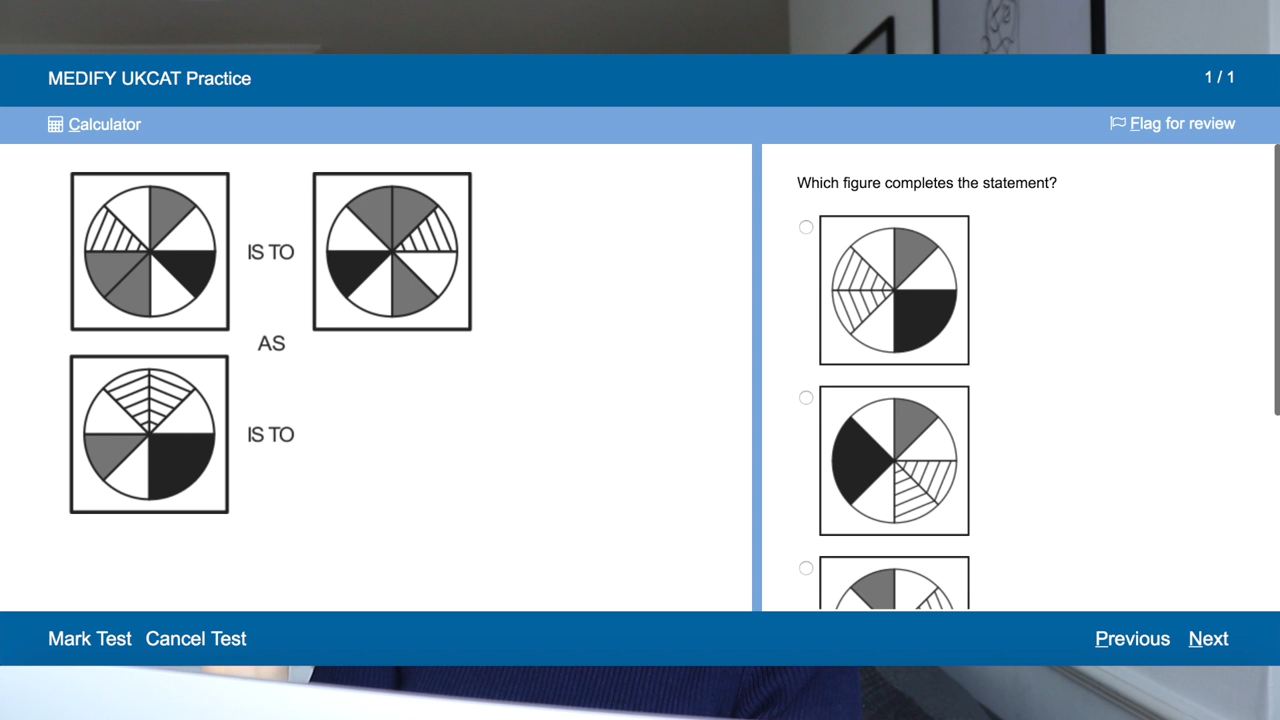 MEDIFY UKCAT Practice
1 / 1
Calculator
Flag for review
IS TO
AS
IS TO
Which figure completes the statement?
Mark Test Cancel Test
Previous Next